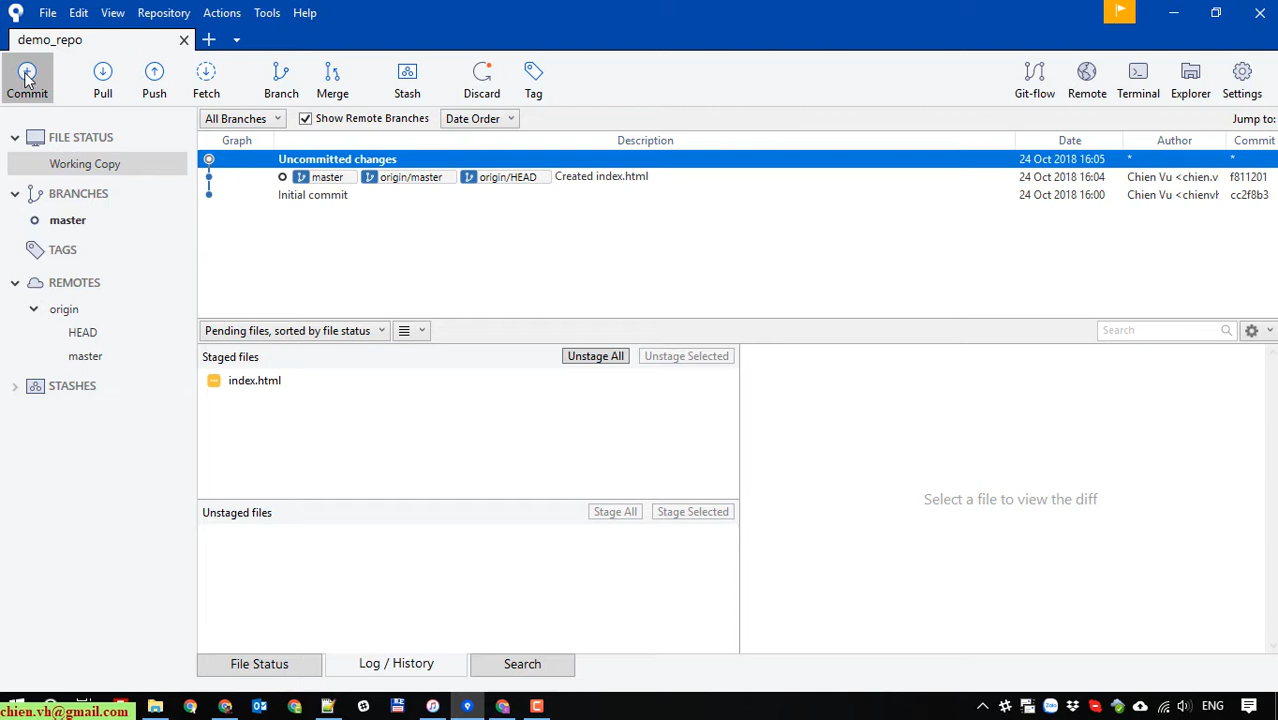 File Edit View Repository Actions Tools Help
demo_repo
Commit Pull Push Fetch Branch Merge Stash Discard Tag Git-flow Remote Terminal Explorer Settings
All Branches Show Remote Branches Date Order Jump to:
Graph Description Date Author Commit
Uncommitted changes 24 Oct 2018 16:05 * *
master origin/master origin/HEAD Created index.html 24 Oct 2018 16:04 Chien Vu <chien.v f811201
Initial commit 24 Oct 2018 16:00 Chien Vu <chienvh cc2f8b3
FILE STATUS
Working Copy
BRANCHES
master
TAGS
REMOTES
origin
HEAD
master
STASHES
Pending files, sorted by file status Search
Staged files Unstage All Unstage Selected
index.html
Select a file to view the diff
Unstaged files Stage All Stage Selected
File Status Log / History Search
chien.vh@gmail.com
Zalo ENG